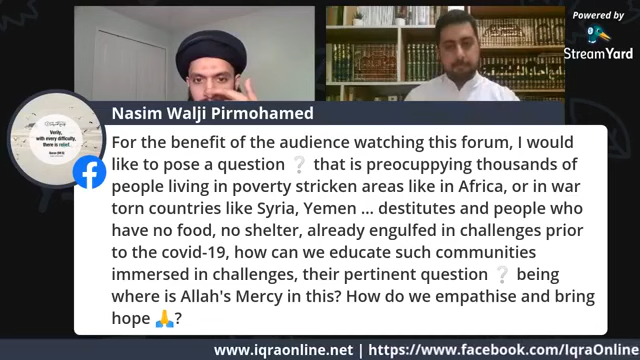 Powered by
StreamYard
Nasim Walji Pirmohamed
Verily,
with every difficulty,
there is relief.
For the benefit of the audience watching this forum, I would
like to pose a question ❔ that is preocuppying thousands of
people living in poverty stricken areas like in Africa, or in war
torn countries like Syria, Yemen ... destitutes and people who
have no food, no shelter, already engulfed in challenges prior
to the covid-19, how can we educate such communities
immersed in challenges, their pertinent question ❔ being
where is Allah's Mercy in this? How do we empathise and bring
hope 🙏?
www.iqraonline.net | https://www.facebook.com/IqraOnline